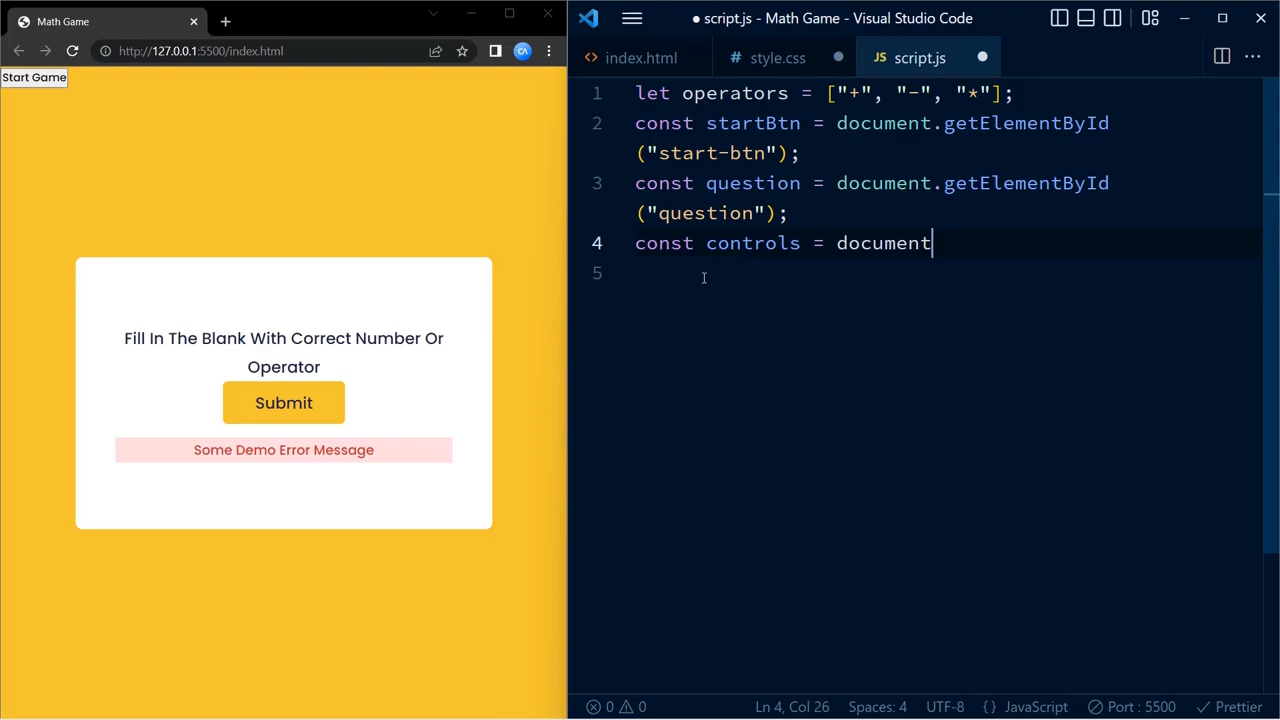 Math Game
http://127.0.0.1:5500/index.html
Start Game
Fill In The Blank With Correct Number Or
Operator
Submit
Some Demo Error Message
● script.js - Math Game - Visual Studio Code
<> index.html
# style.css
JS script.js
1 let operators = ["+", "-", "*"];
2 const startBtn = document.getElementById
("start-btn");
3 const question = document.getElementById
("question");
4 const controls = document
5
0 0 Ln 4, Col 26 Spaces: 4 UTF-8 {} JavaScript Port : 5500 Prettier